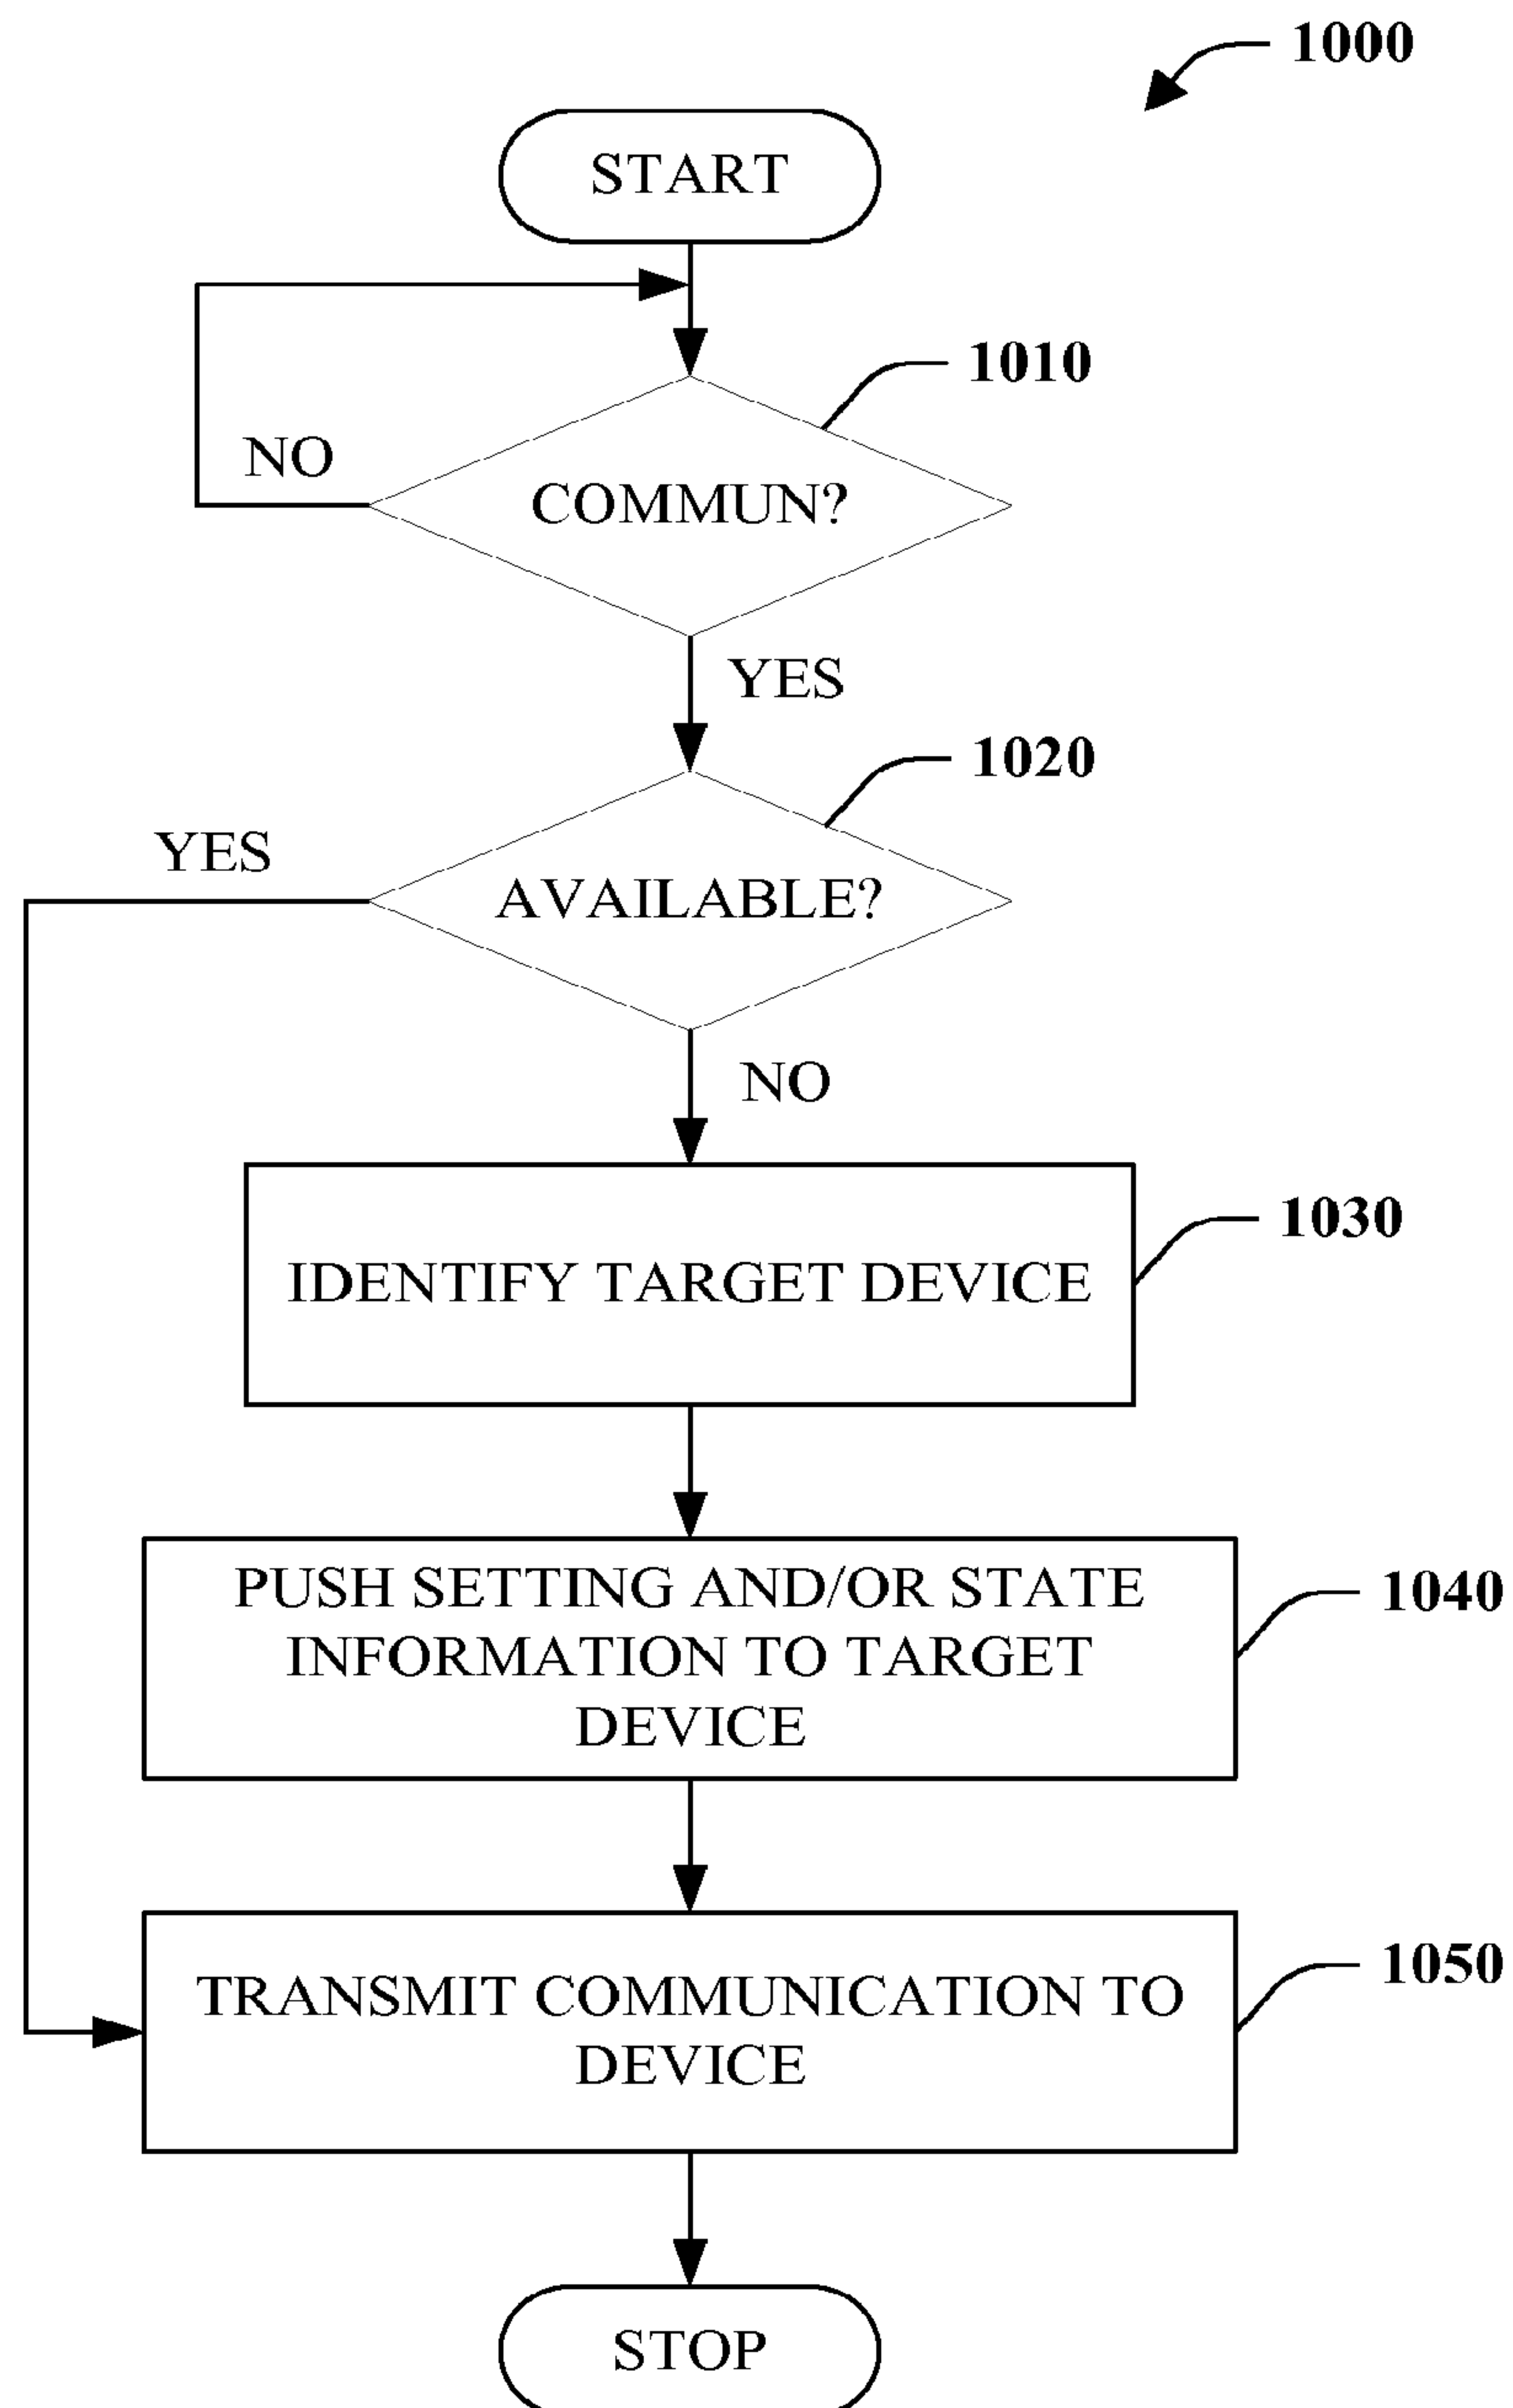 1000
START
1010
NO
COMMUN?
YES
1020
YES
AVAILABLE?
NO
1030
IDENTIFY TARGET DEVICE
1040
PUSH SETTING AND/OR STATE
INFORMATION TO TARGET
DEVICE
1050
TRANSMIT COMMUNICATION TO
DEVICE
STOP